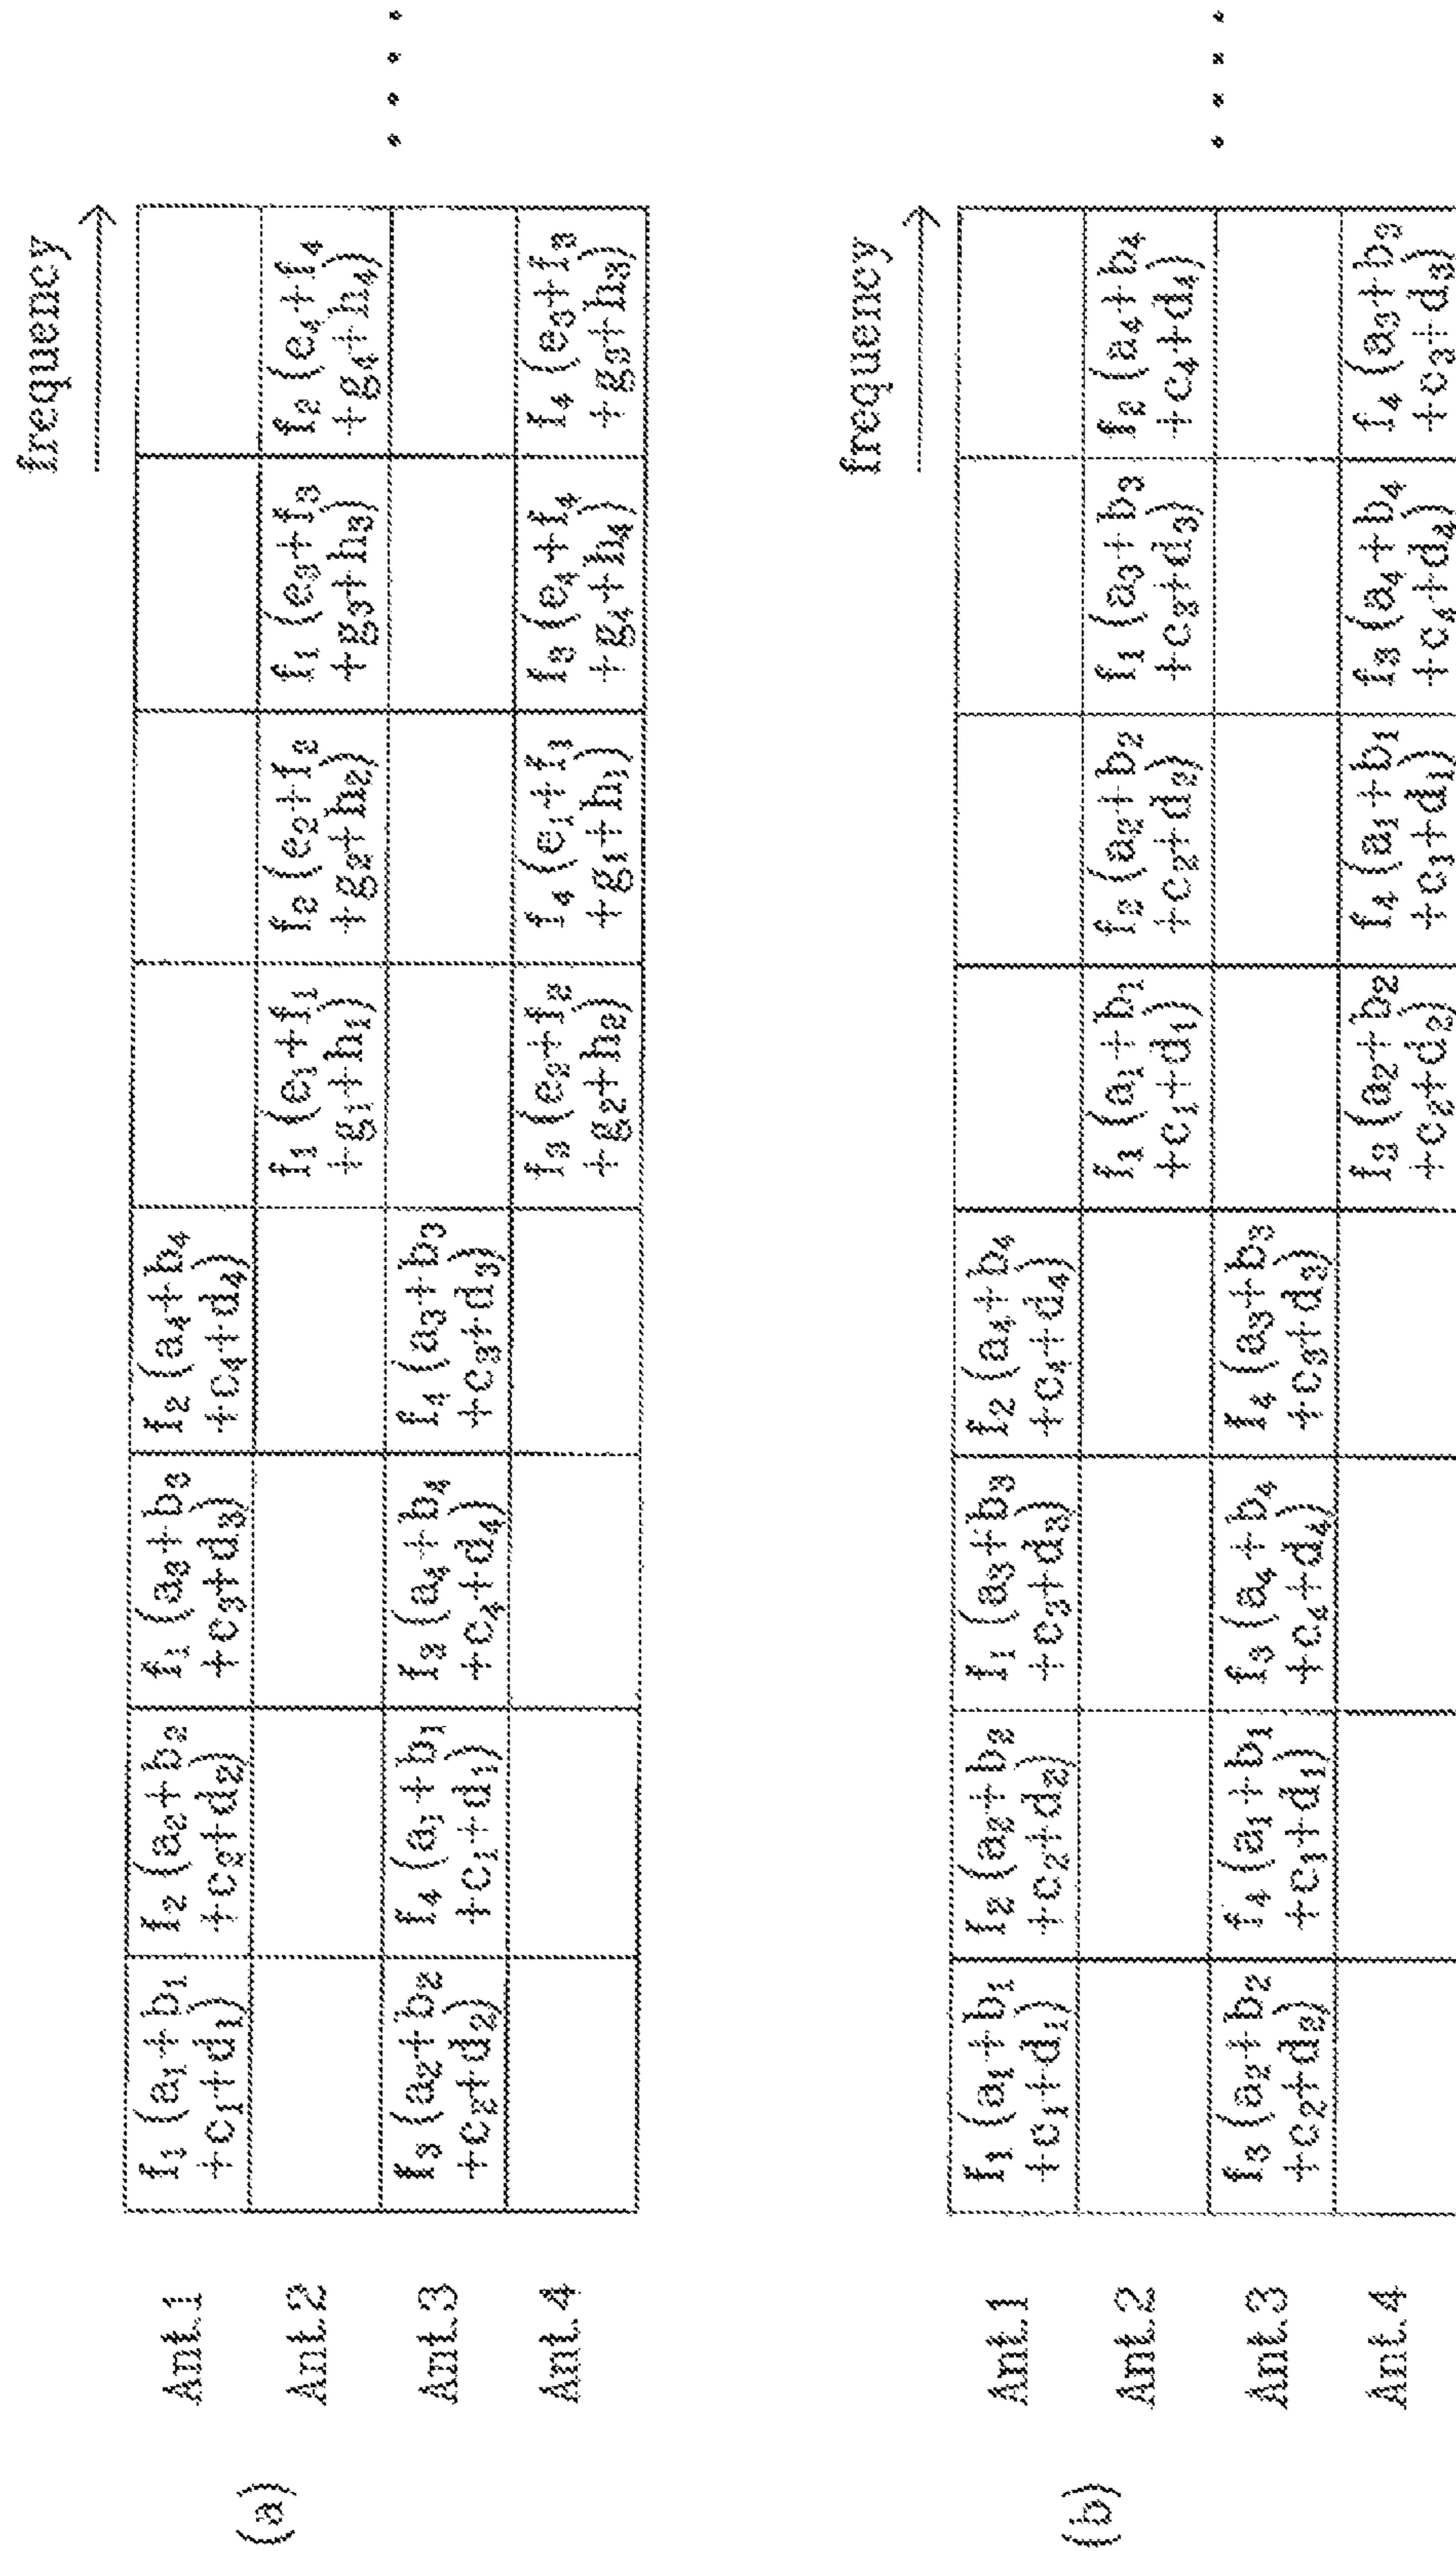 frequency
(a)
Ant.1
f₁ (a₁+b₁
+c₁+d₁)
f₂ (a₂+b₂
+c₂+d₂)
f₁ (a₃+b₃
+c₃+d₃)
f₂ (a₄+b₄
+c₄+d₄)
Ant.2
f₁ (e₁+f₁
+g₁+h₁)
f₂ (e₂+f₂
+g₂+h₂)
f₁ (e₃+f₃
+g₃+h₃)
f₂ (e₄+f₄
+g₄+h₄)
Ant.3
f₃ (a₂+b₂
+c₂+d₂)
f₄ (a₁+b₁
+c₁+d₁)
f₃ (a₄+b₄
+c₄+d₄)
f₄ (a₃+b₃
+c₃+d₃)
Ant.4
f₃ (e₂+f₂
+g₂+h₂)
f₄ (e₁+f₁
+g₁+h₁)
f₃ (e₄+f₄
+g₄+h₄)
f₄ (e₃+f₃
+g₃+h₃)
frequency
(b)
Ant.1
f₁ (a₁+b₁
+c₁+d₁)
f₂ (a₂+b₂
+c₂+d₂)
f₁ (a₃+b₃
+c₃+d₃)
f₂ (a₄+b₄
+c₄+d₄)
Ant.2
f₁ (a₁+b₁
+c₁+d₁)
f₂ (a₂+b₂
+c₂+d₂)
f₁ (a₃+b₃
+c₃+d₃)
f₂ (a₄+b₄
+c₄+d₄)
Ant.3
f₃ (a₂+b₂
+c₂+d₂)
f₄ (a₁+b₁
+c₁+d₁)
f₃ (a₄+b₄
+c₄+d₄)
f₄ (a₃+b₃
+c₃+d₃)
Ant.4
f₃ (a₂+b₂
+c₂+d₂)
f₄ (a₁+b₁
+c₁+d₁)
f₃ (a₄+b₄
+c₄+d₄)
f₄ (a₃+b₃
+c₃+d₃)